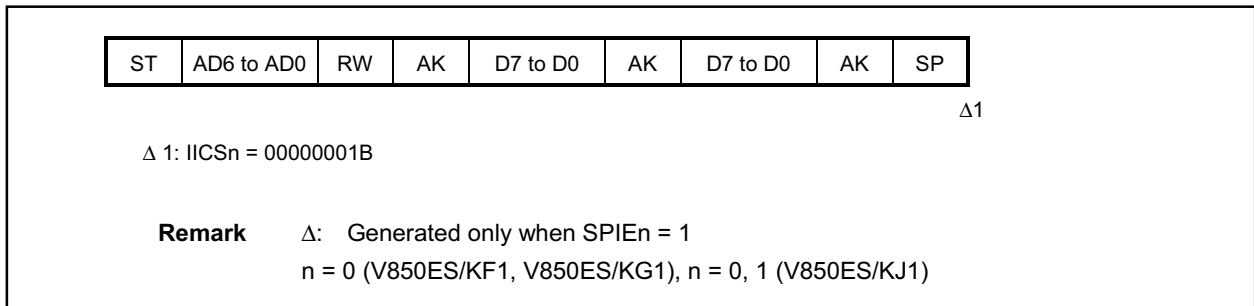 ST AD6 to AD0 RW AK D7 to D0 AK D7 to D0 AK SP
Δ1
Δ 1: IICSn = 00000001B
Remark Δ: Generated only when SPIEn = 1
n = 0 (V850ES/KF1, V850ES/KG1), n = 0, 1 (V850ES/KJ1)